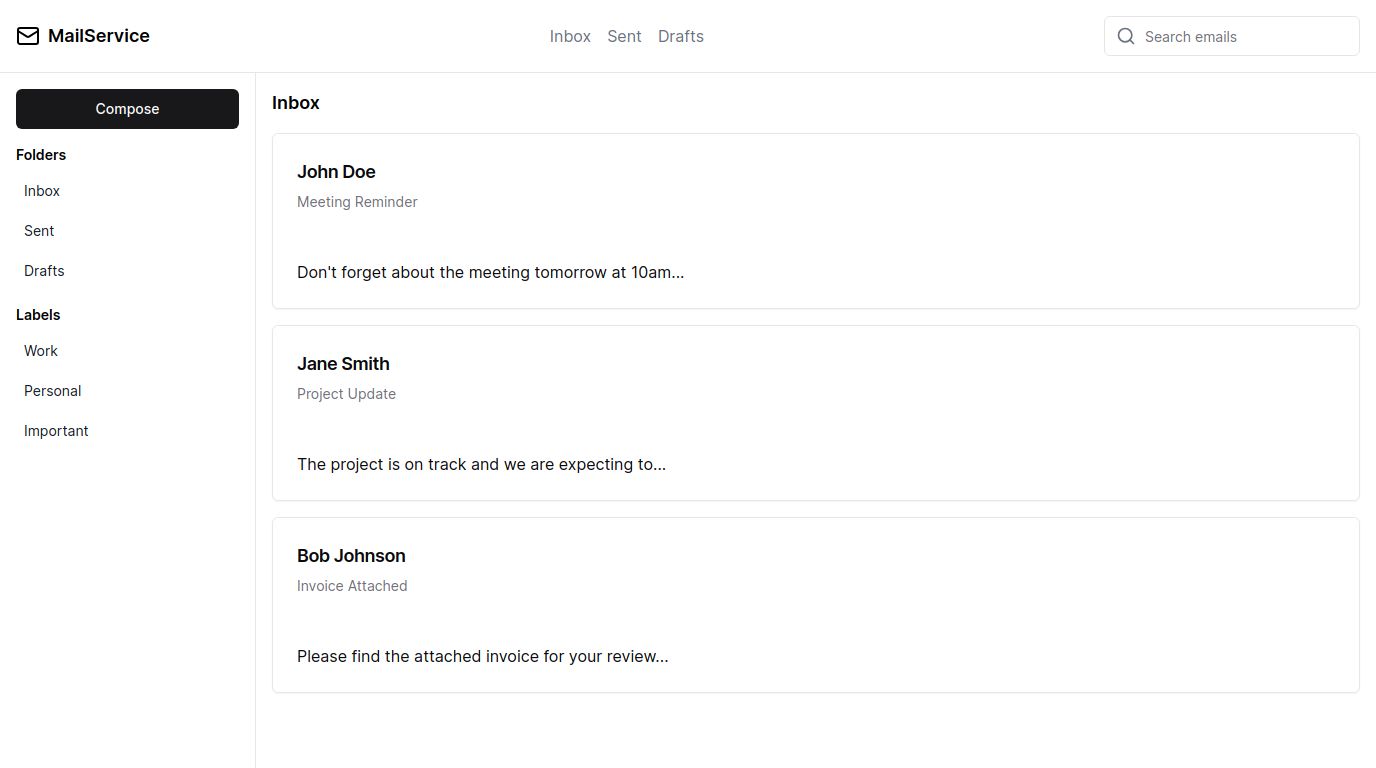 MailService
Inbox Sent Drafts
Search emails
Compose
Folders
Inbox
Sent
Drafts
Labels
Work
Personal
Important
Inbox
John Doe
Meeting Reminder
Don't forget about the meeting tomorrow at 10am...
Jane Smith
Project Update
The project is on track and we are expecting to...
Bob Johnson
Invoice Attached
Please find the attached invoice for your review...